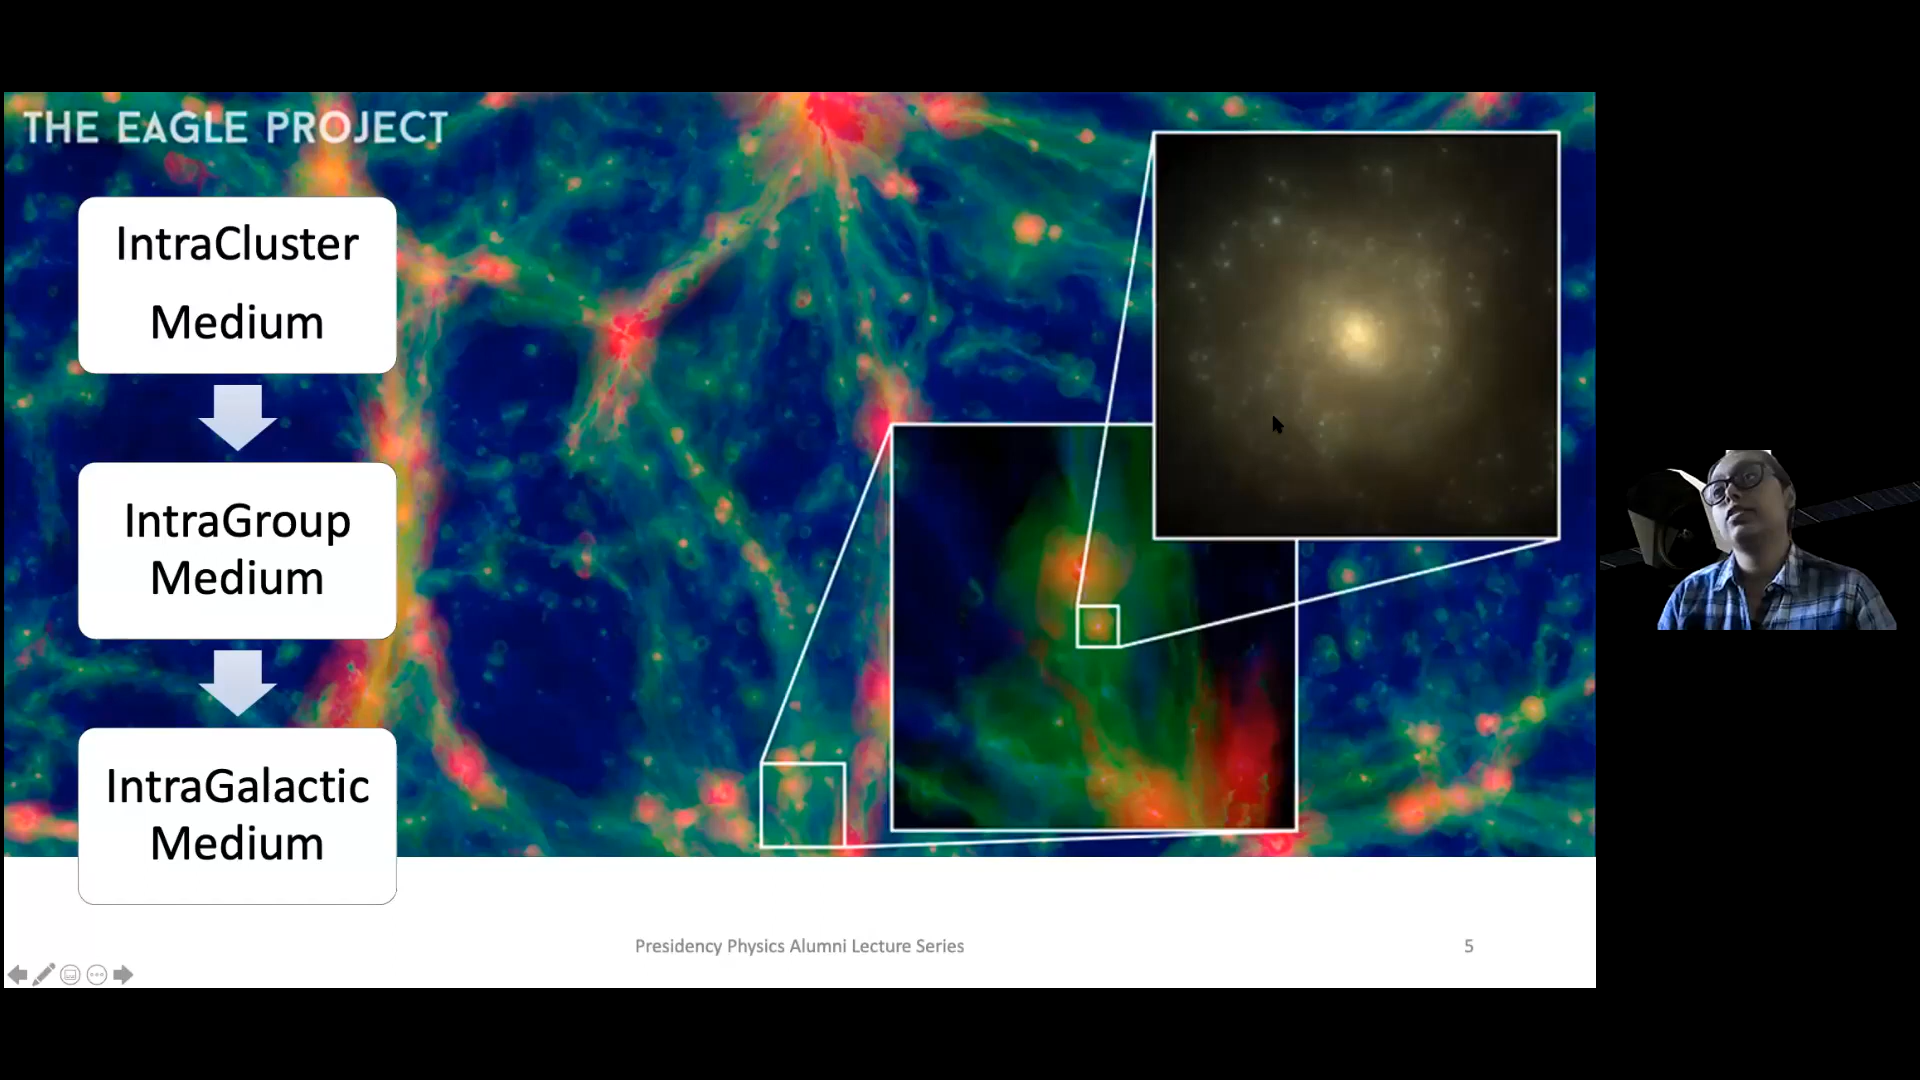 THE EAGLE PROJECT
IntraCluster
Medium
IntraGroup
Medium
IntraGalactic
Medium
Presidency Physics Alumni Lecture Series
5